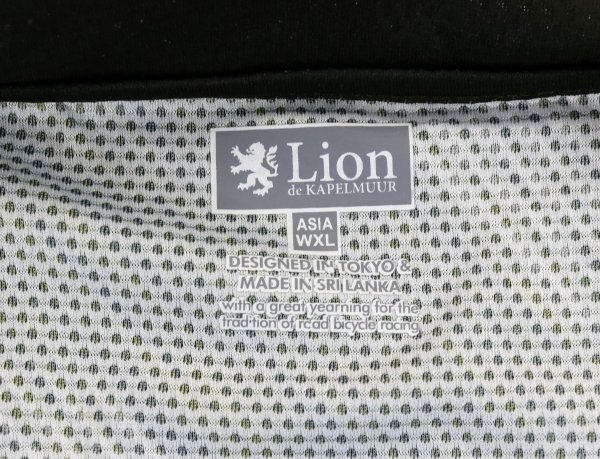 Lion
de KAPELMUUR
ASIA
WXL
DESIGNED IN TOKYO &
MADE IN SRI LANKA
with a great yearning for the
tradition of road bicycle racing